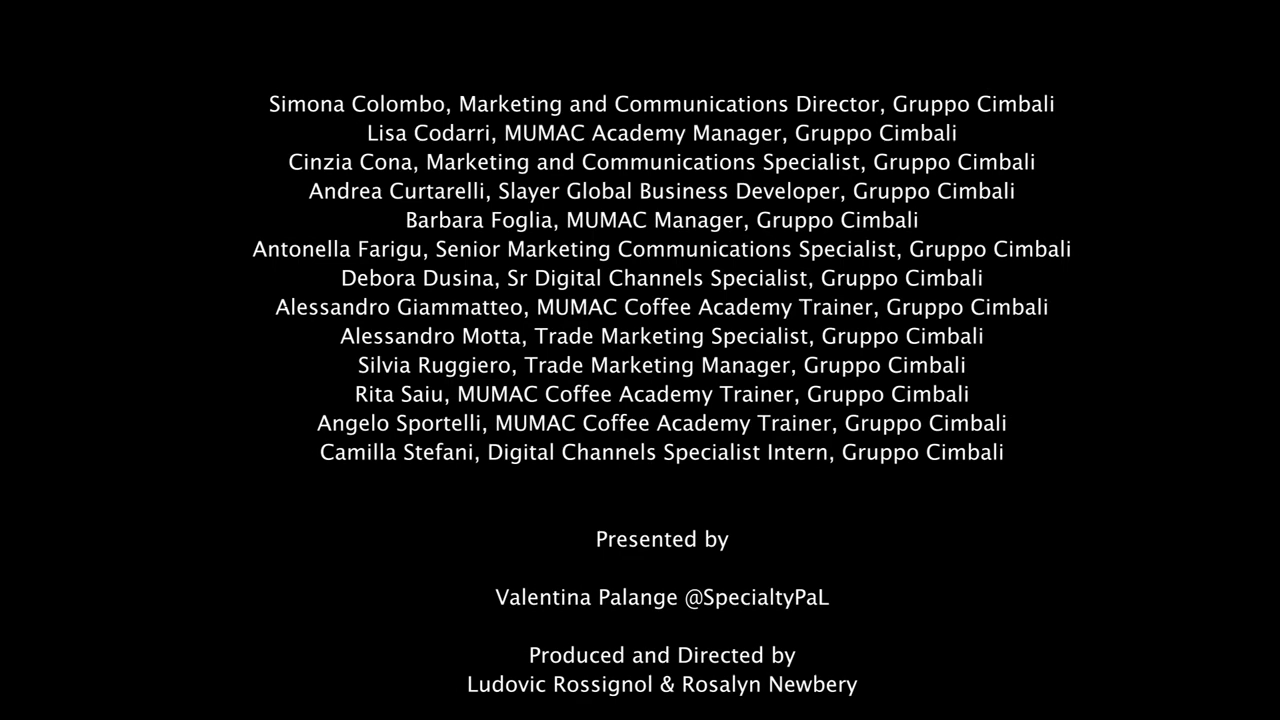 Simona Colombo, Marketing and Communications Director, Gruppo Cimbali
Lisa Codarri, MUMAC Academy Manager, Gruppo Cimbali
Cinzia Cona, Marketing and Communications Specialist, Gruppo Cimbali
Andrea Curtarelli, Slayer Global Business Developer, Gruppo Cimbali
Barbara Foglia, MUMAC Manager, Gruppo Cimbali
Antonella Farigu, Senior Marketing Communications Specialist, Gruppo Cimbali
Debora Dusina, Sr Digital Channels Specialist, Gruppo Cimbali
Alessandro Giammatteo, MUMAC Coffee Academy Trainer, Gruppo Cimbali
Alessandro Motta, Trade Marketing Specialist, Gruppo Cimbali
Silvia Ruggiero, Trade Marketing Manager, Gruppo Cimbali
Rita Saiu, MUMAC Coffee Academy Trainer, Gruppo Cimbali
Angelo Sportelli, MUMAC Coffee Academy Trainer, Gruppo Cimbali
Camilla Stefani, Digital Channels Specialist Intern, Gruppo Cimbali
Presented by
Valentina Palange @SpecialtyPaL
Produced and Directed by
Ludovic Rossignol & Rosalyn Newbery